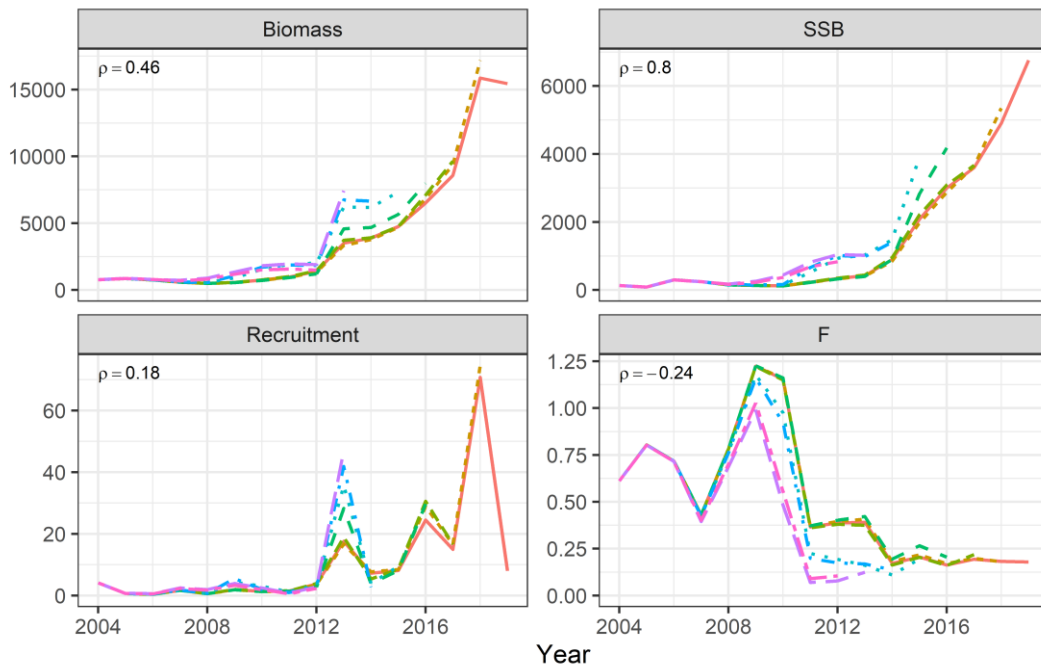 Biomass
SSB
ρ = 0.46
ρ = 0.8
15000
10000
5000
0
6000
4000
2000
0
Recruitment
F
ρ = 0.18
ρ = −0.24
60
40
20
0
1.25
1.00
0.75
0.50
0.25
0.00
2004 2008 2012 2016
2004 2008 2012 2016
Year